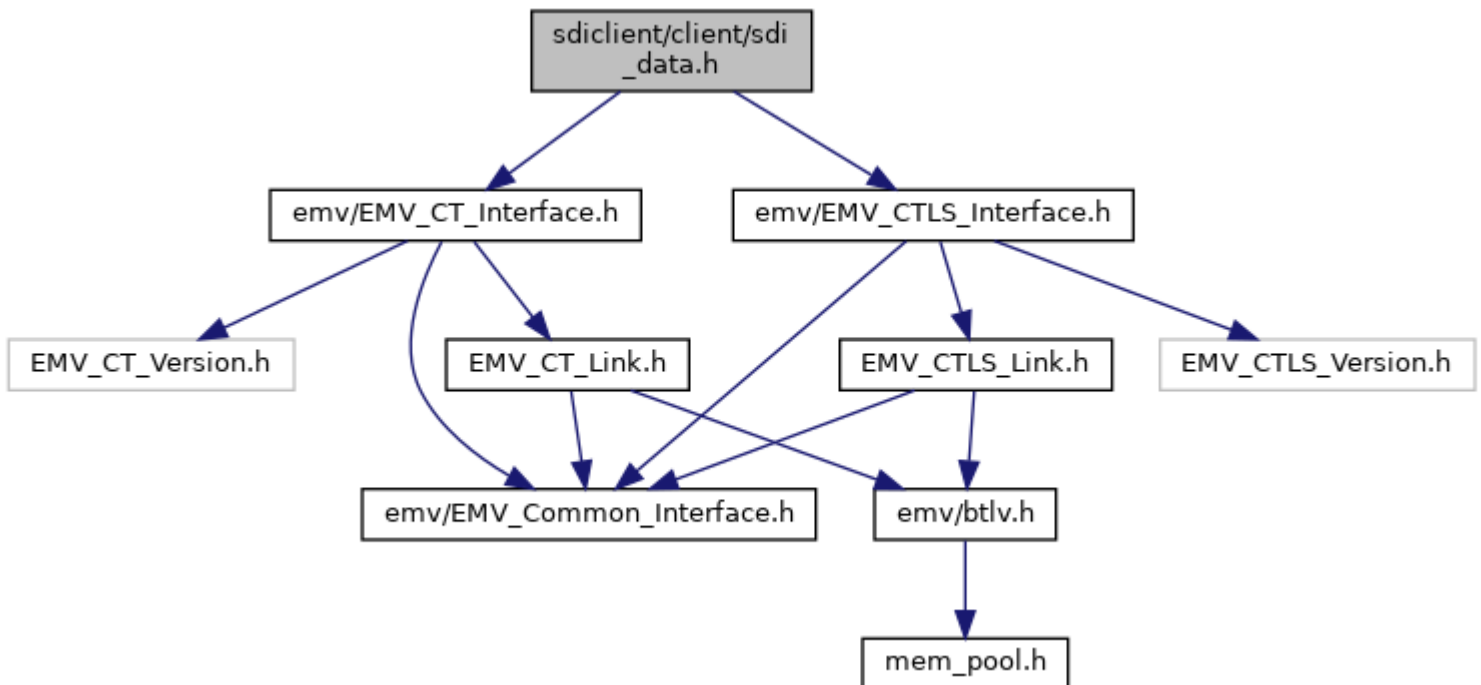 sdiclient/client/sdi
_data.h
emv/EMV_CT_Interface.h
emv/EMV_CTLS_Interface.h
EMV_CT_Version.h
EMV_CT_Link.h
EMV_CTLS_Link.h
EMV_CTLS_Version.h
emv/EMV_Common_Interface.h
emv/btlv.h
mem_pool.h